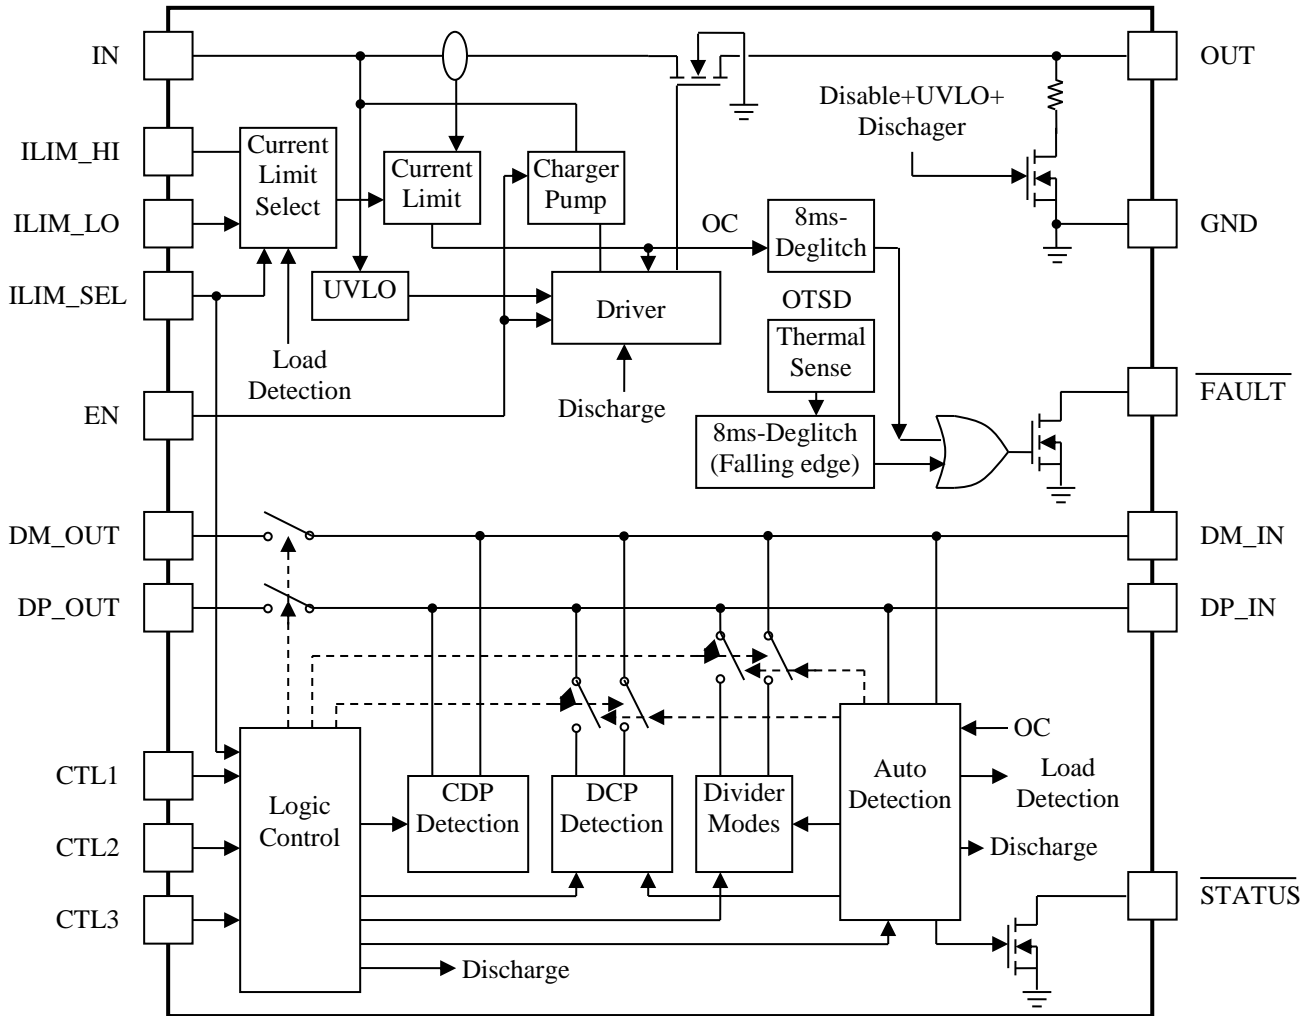 IN
OUT
Disable+UVLO+
Dischager
ILIM_HI
Current
Limit
Select
Current
Limit
Charger
Pump
ILIM_LO
OC
8ms-
Deglitch
GND
ILIM_SEL
UVLO
Driver
OTSD
Thermal
Sense
Load
Detection
FAULT
EN
Discharge
8ms-Deglitch
(Falling edge)
DM_OUT
DM_IN
DP_OUT
DP_IN
OC
CTL1
Logic
Control
CDP
Detection
DCP
Detection
Divider
Modes
Auto
Detection
Load
Detection
CTL2
Discharge
CTL3
STATUS
Discharge